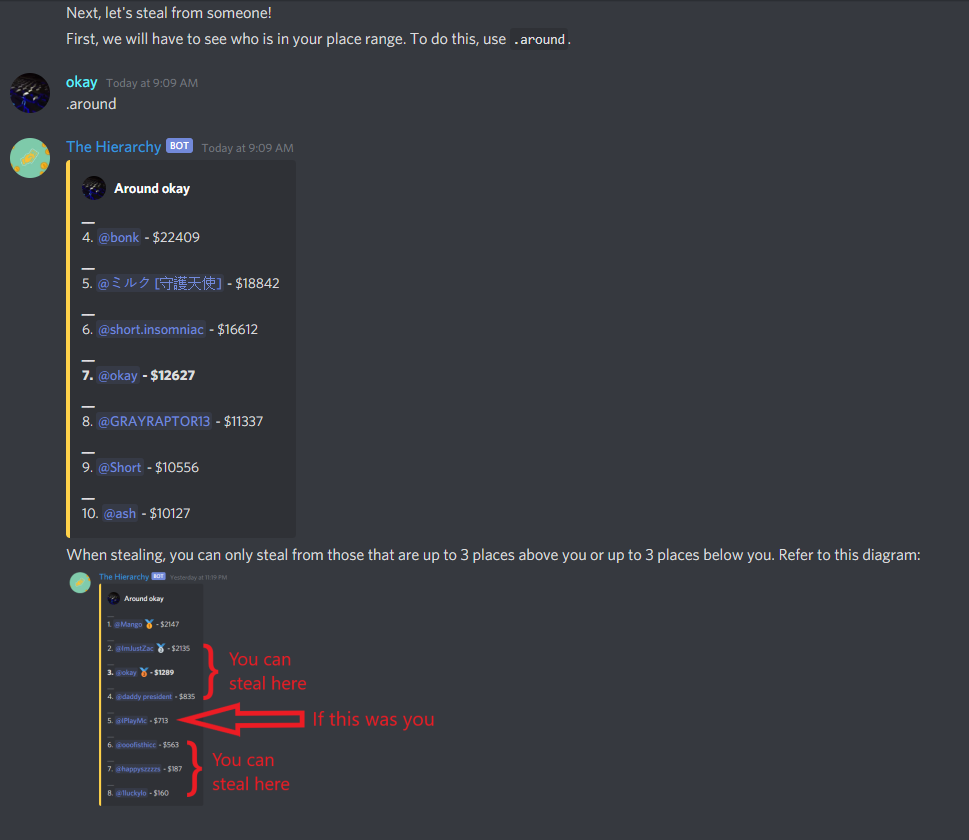 Next, let's steal from someone!
First, we will have to see who is in your place range. To do this, use .around.
okay Today at 9:09 AM
.around
The Hierarchy BOT Today at 9:09 AM
Around okay
4. @bonk - $22409
5. @ミルク [守護天使] - $18842
6. @short.insomniac - $16612
7. @okay - $12627
8. @GRAYRAPTOR13 - $11337
9. @Short - $10556
10. @ash - $10127
When stealing, you can only steal from those that are up to 3 places above you or up to 3 places below you. Refer to this diagram:
The Hierarchy BOT Yesterday at 11:19 PM
Around okay
1. @Mango 🥇 - $2147
2. @ImJustZac 🥈 - $2135
3. @okay 🥉 - $1289
4. @daddy president - $835
5. @IPlayMc - $713
6. @ooofisthicc - $563
7. @happyszzzzs - $187
8. @1luckylo - $160
You can
steal here
If this was you
You can
steal here